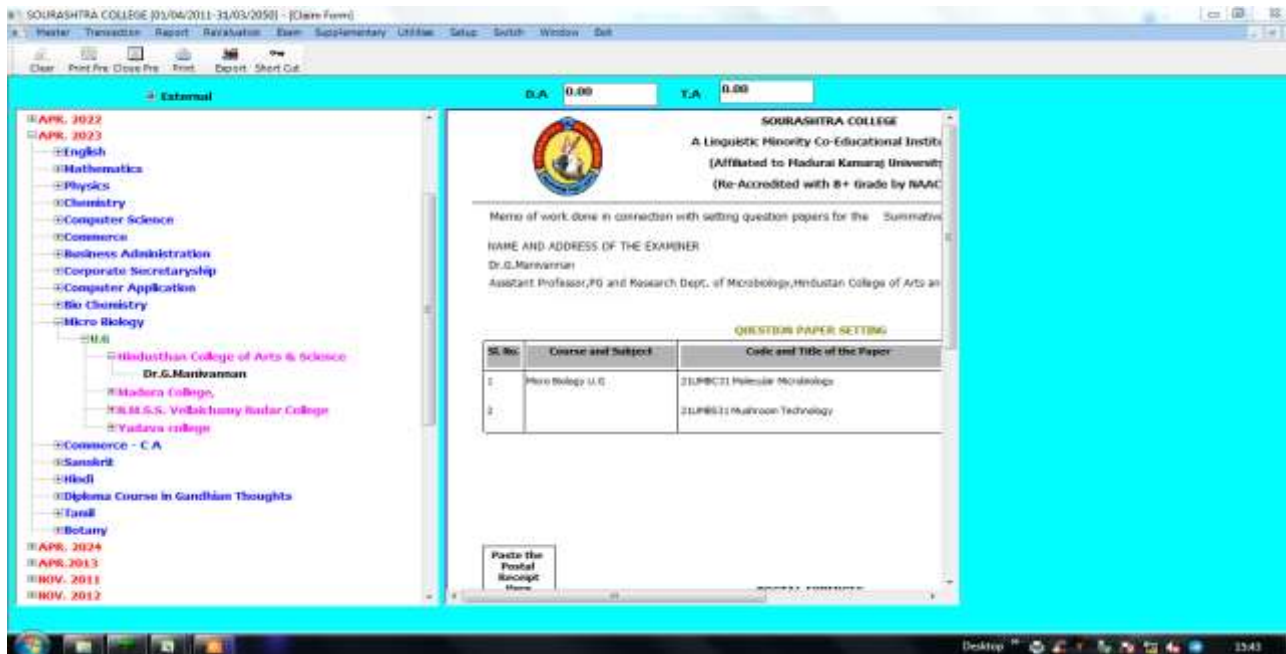 SOURASHTRA COLLEGE [01/04/2011-31/03/2050] - [Claim Form]
Master Transaction Report Revaluation Exam Supplementary Utilities Setup Switch Window Exit
Clear Print Pre Close Pre Print Export Short Cut
External
D.A 0.00 T.A 0.00
APR. 2022
APR. 2023
English
Mathematics
Physics
Chemistry
Computer Science
Commerce
Business Administration
Corporate Secretaryship
Computer Application
Bio Chemistry
Micro Biology
U.G
Hindusthan College of Arts & Science
Dr.G.Manivannan
Madura College,
Vellaichamy Nadar College
Yadava college
Commerce - C A
Sanskrit
Hindi
Diploma Course in Gandhian Thoughts
Tamil
Botany
APR. 2024
APR.2013
NOV. 2011
NOV. 2012
SOURASHTRA COLLEGE
A Linguistic Minority Co-Educational Instit
(Affiliated to Madurai Kamaraj University
(Re-Accredited with B+ Grade by NAAC
Memo of work done in connection with setting question papers for the Summative
NAME AND ADDRESS OF THE EXAMINER
Dr.G.Manivannan
Assistant Professor,PG and Research Dept. of Microbiology,Hindustan College of Arts an
QUESTION PAPER SETTING
Sl. No. Course and Subject Code and Title of the Paper
1 Micro Biology U.G 21UMBC31 Molecular Microbiology
2 Mushroom Technology
Paste the
Postal
Receipt
Here
Desktop 15:43